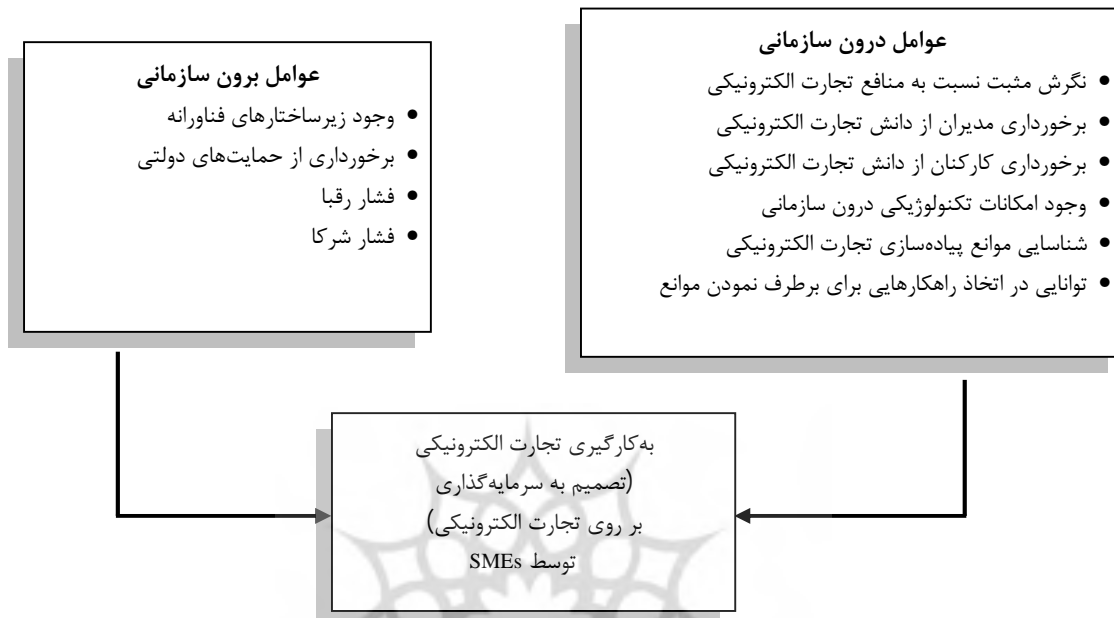 عوامل درون سازمانی
• نگرش مثبت نسبت به منافع تجارت الکترونیکی
• برخورداری مدیران از دانش تجارت الکترونیکی
• برخورداری کارکنان از دانش تجارت الکترونیکی
• وجود امکانات تکنولوژیکی درون سازمانی
• شناسایی موانع پیاده‌سازی تجارت الکترونیکی
• توانایی در اتخاذ راهکارهایی برای برطرف نمودن موانع
عوامل برون سازمانی
• وجود زیرساختارهای فناورانه
• برخورداری از حمایت‌های دولتی
• فشار رقبا
• فشار شرکا
به‌کارگیری تجارت الکترونیکی
(تصمیم به سرمایه‌گذاری
بر روی تجارت الکترونیکی)
توسط SMEs